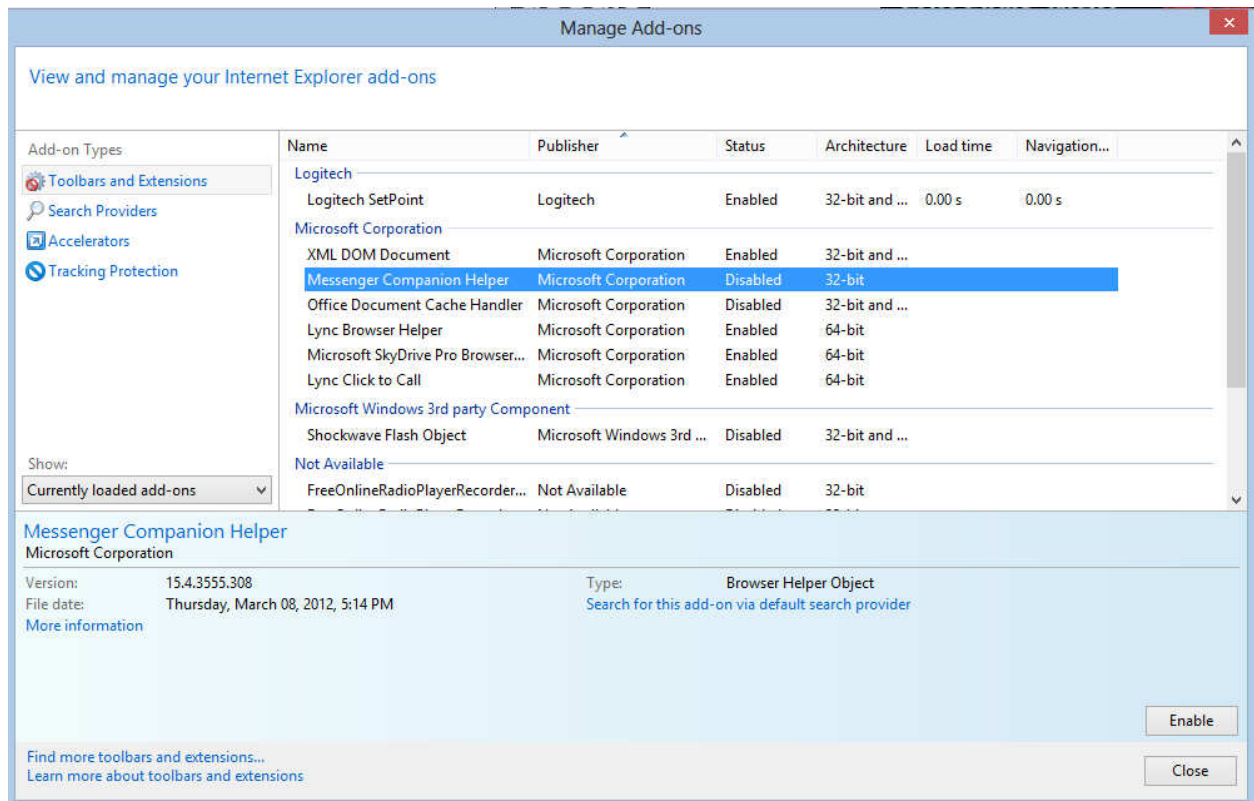 Manage Add-ons
View and manage your Internet Explorer add-ons
Add-on Types
Toolbars and Extensions
Search Providers
Accelerators
Tracking Protection
Show:
Currently loaded add-ons
Name Publisher Status Architecture Load time Navigation...
Logitech
Logitech SetPoint Logitech Enabled 32-bit and ... 0.00 s 0.00 s
Microsoft Corporation
XML DOM Document Microsoft Corporation Enabled 32-bit and ...
Messenger Companion Helper Microsoft Corporation Disabled 32-bit
Office Document Cache Handler Microsoft Corporation Disabled 32-bit and ...
Lync Browser Helper Microsoft Corporation Enabled 64-bit
Microsoft SkyDrive Pro Browser... Microsoft Corporation Enabled 64-bit
Lync Click to Call Microsoft Corporation Enabled 64-bit
Microsoft Windows 3rd party Component
Shockwave Flash Object Microsoft Windows 3rd ... Disabled 32-bit and ...
Not Available
FreeOnlineRadioPlayerRecorder... Not Available Disabled 32-bit
Messenger Companion Helper
Microsoft Corporation
Version: 15.4.3555.308 Type: Browser Helper Object
File date: Thursday, March 08, 2012, 5:14 PM Search for this add-on via default search provider
More information
Enable
Find more toolbars and extensions...
Learn more about toolbars and extensions
Close